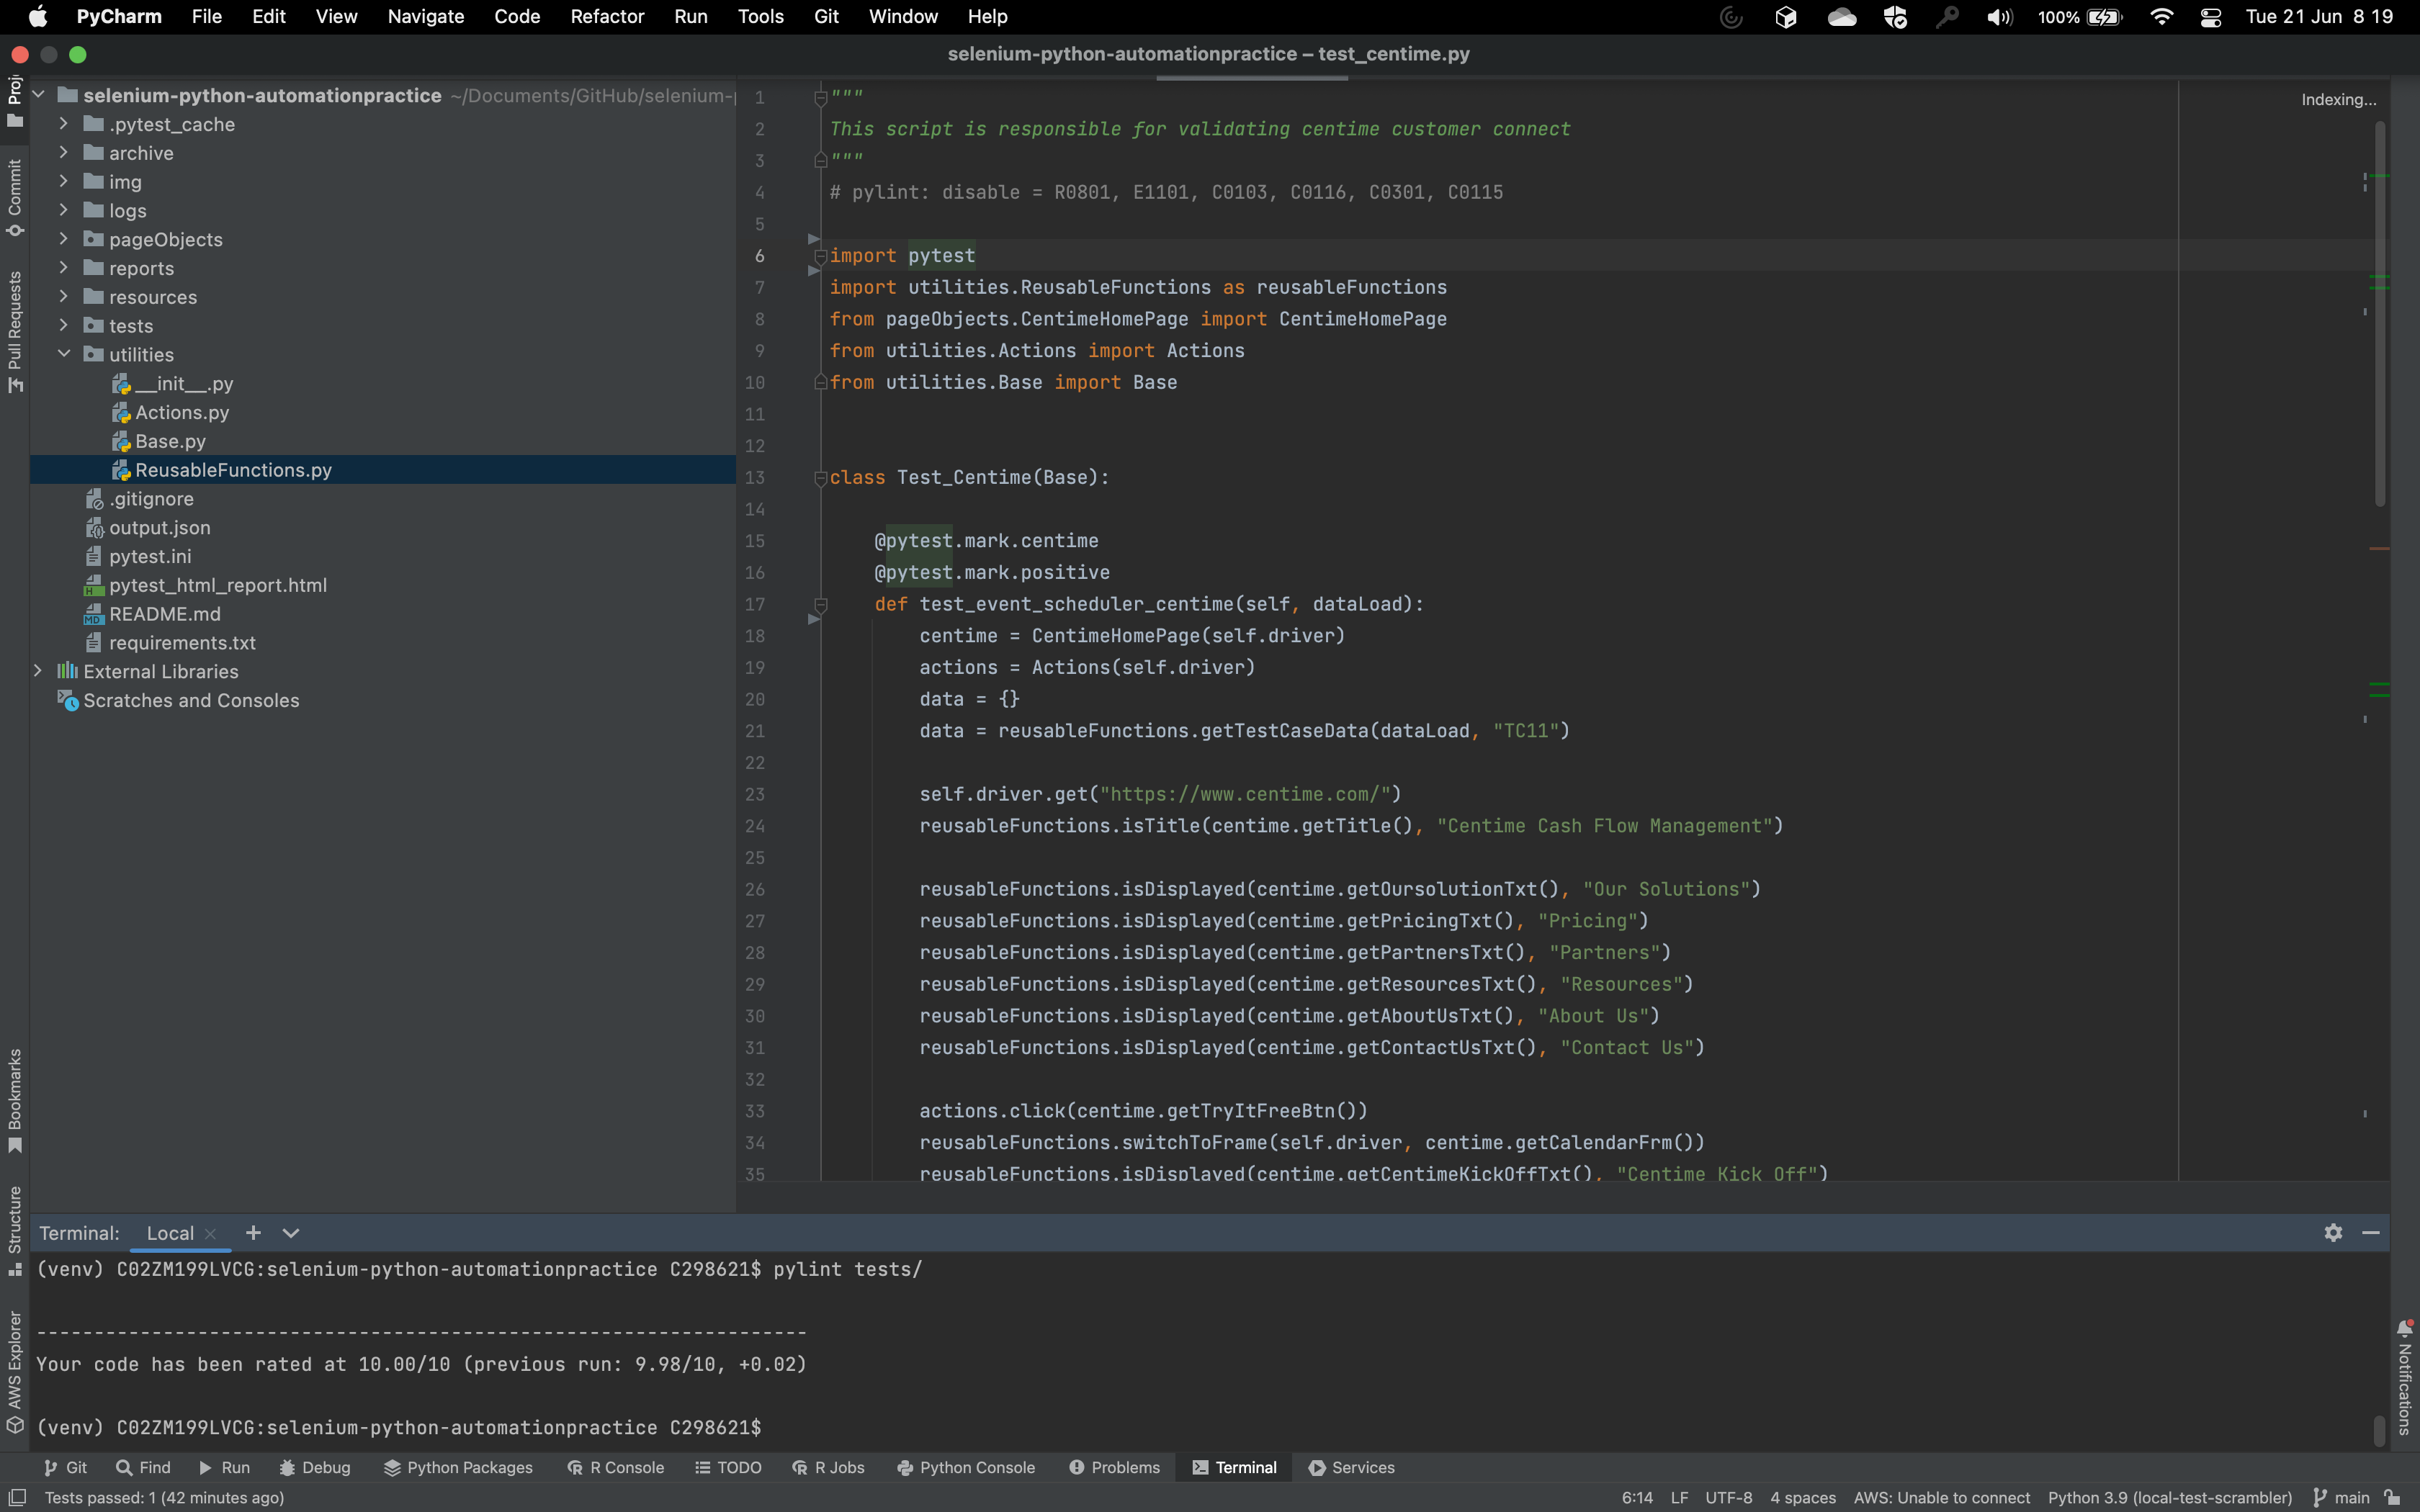 PyCharm File Edit View Navigate Code Refactor Run Tools Git Window Help 100% Tue 21 Jun 8 19
selenium-python-automationpractice – test_centime.py
selenium-python-automationpractice ~/Documents/GitHub/selenium-
.pytest_cache
archive
img
logs
pageObjects
reports
resources
tests
utilities
__init__.py
Actions.py
Base.py
ReusableFunctions.py
.gitignore
output.json
pytest.ini
pytest_html_report.html
README.md
requirements.txt
External Libraries
Scratches and Consoles
Commit
Pull Requests
Bookmarks
Structure
AWS Explorer
Indexing...
1 """
2 This script is responsible for validating centime customer connect
3 """
4 # pylint: disable = R0801, E1101, C0103, C0116, C0301, C0115
5
6 import pytest
7 import utilities.ReusableFunctions as reusableFunctions
8 from pageObjects.CentimeHomePage import CentimeHomePage
9 from utilities.Actions import Actions
10 from utilities.Base import Base
11
12
13 class Test_Centime(Base):
14
15 @pytest.mark.centime
16 @pytest.mark.positive
17 def test_event_scheduler_centime(self, dataLoad):
18 centime = CentimeHomePage(self.driver)
19 actions = Actions(self.driver)
20 data = {}
21 data = reusableFunctions.getTestCaseData(dataLoad, "TC11")
22
23 self.driver.get("https://www.centime.com/")
24 reusableFunctions.isTitle(centime.getTitle(), "Centime Cash Flow Management")
25
26 reusableFunctions.isDisplayed(centime.getOursolutionTxt(), "Our Solutions")
27 reusableFunctions.isDisplayed(centime.getPricingTxt(), "Pricing")
28 reusableFunctions.isDisplayed(centime.getPartnersTxt(), "Partners")
29 reusableFunctions.isDisplayed(centime.getResourcesTxt(), "Resources")
30 reusableFunctions.isDisplayed(centime.getAboutUsTxt(), "About Us")
31 reusableFunctions.isDisplayed(centime.getContactUsTxt(), "Contact Us")
32
33 actions.click(centime.getTryItFreeBtn())
34 reusableFunctions.switchToFrame(self.driver, centime.getCalendarFrm())
35 reusableFunctions.isDisplayed(centime.getCentimeKickOffTxt(), "Centime Kick Off")
Terminal: Local
(venv) C02ZM199LVCG:selenium-python-automationpractice C298621$ pylint tests/
--------------------------------------------------------------------
Your code has been rated at 10.00/10 (previous run: 9.98/10, +0.02)
(venv) C02ZM199LVCG:selenium-python-automationpractice C298621$
Notifications
Git Find Run Debug Python Packages R Console TODO R Jobs Python Console Problems Terminal Services
Tests passed: 1 (42 minutes ago) 6:14 LF UTF-8 4 spaces AWS: Unable to connect Python 3.9 (local-test-scrambler) main